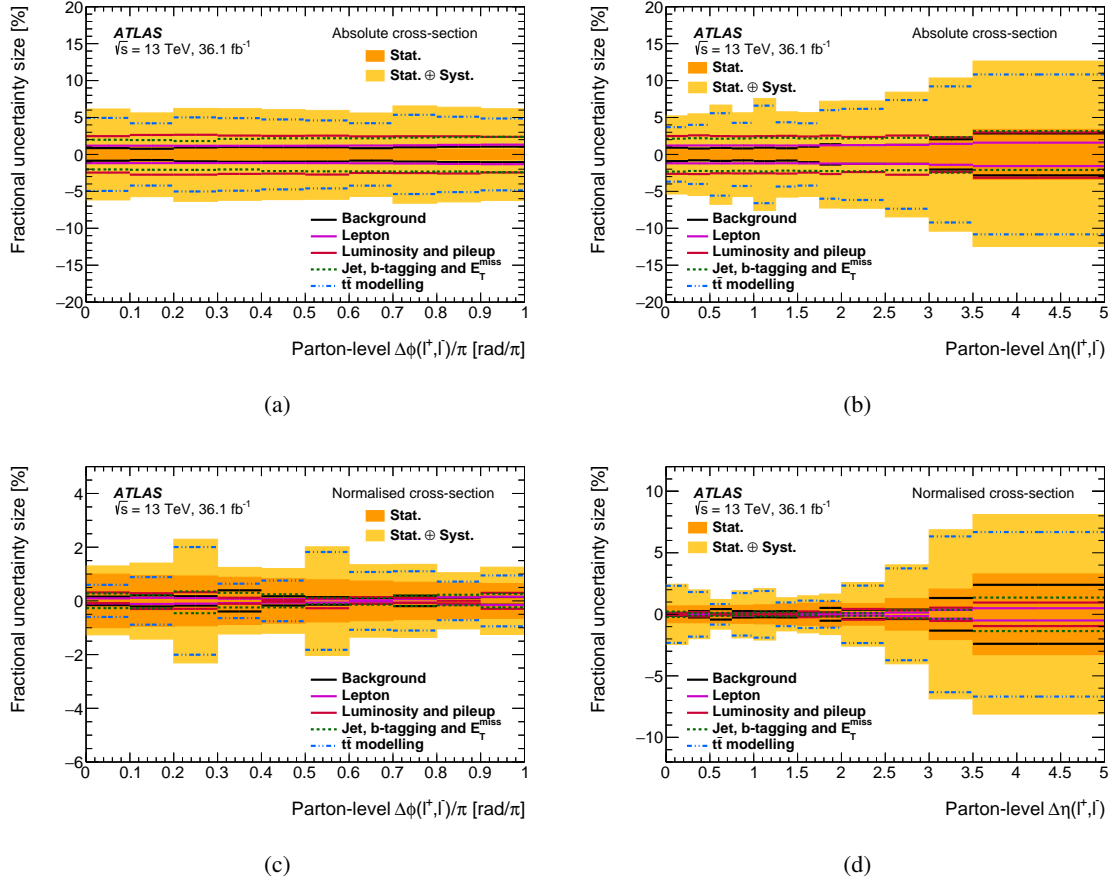 Fractional uncertainty size [%]
20
15
10
5
0
−5
−10
−15
−20
ATLAS
√s = 13 TeV, 36.1 fb⁻¹
Absolute cross-section
Stat.
Stat. ⊕ Syst.
Background
Lepton
Luminosity and pileup
Jet, b-tagging and E_T^miss
tt̄ modelling
0 0.1 0.2 0.3 0.4 0.5 0.6 0.7 0.8 0.9 1
Parton-level Δϕ(l⁺,l⁻)/π [rad/π]
(a)
Fractional uncertainty size [%]
20
15
10
5
0
−5
−10
−15
−20
ATLAS
√s = 13 TeV, 36.1 fb⁻¹
Absolute cross-section
Stat.
Stat. ⊕ Syst.
Background
Lepton
Luminosity and pileup
Jet, b-tagging and E_T^miss
tt̄ modelling
0 0.5 1 1.5 2 2.5 3 3.5 4 4.5 5
Parton-level Δη(l⁺,l⁻)
(b)
Fractional uncertainty size [%]
4
2
0
−2
−4
−6
ATLAS
√s = 13 TeV, 36.1 fb⁻¹
Normalised cross-section
Stat.
Stat. ⊕ Syst.
Background
Lepton
Luminosity and pileup
Jet, b-tagging and E_T^miss
tt̄ modelling
0 0.1 0.2 0.3 0.4 0.5 0.6 0.7 0.8 0.9 1
Parton-level Δϕ(l⁺,l⁻)/π [rad/π]
(c)
Fractional uncertainty size [%]
10
5
0
−5
−10
ATLAS
√s = 13 TeV, 36.1 fb⁻¹
Normalised cross-section
Stat.
Stat. ⊕ Syst.
Background
Lepton
Luminosity and pileup
Jet, b-tagging and E_T^miss
tt̄ modelling
0 0.5 1 1.5 2 2.5 3 3.5 4 4.5 5
Parton-level Δη(l⁺,l⁻)
(d)